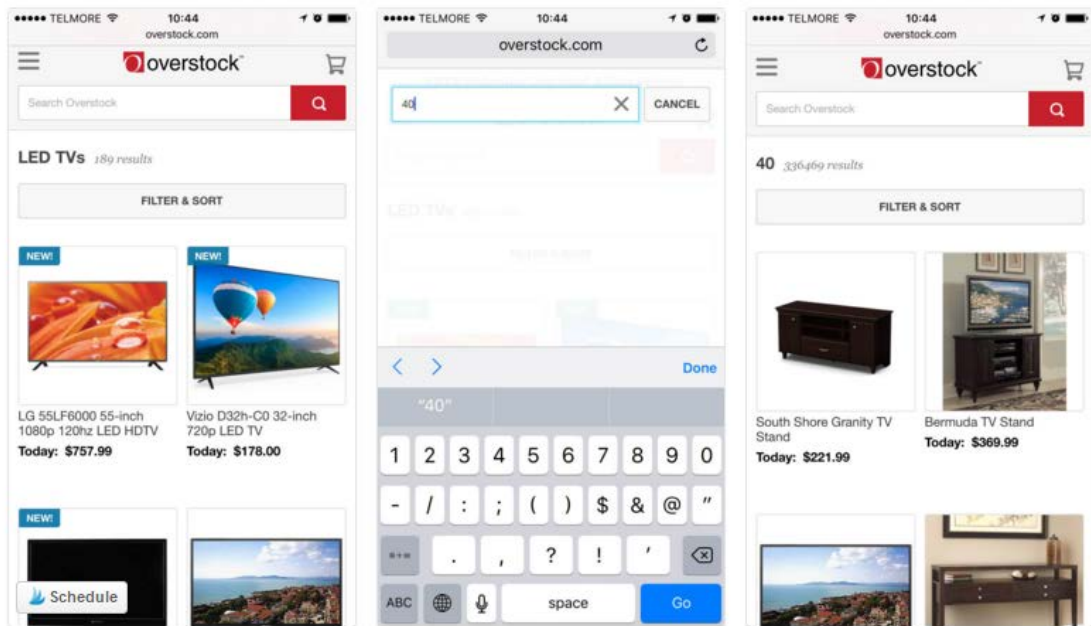 TELMORE 10:44
overstock.com
overstock
Search Overstock
LED TVs 189 results
FILTER & SORT
NEW!
NEW!
LG 55LF6000 55-inch
1080p 120hz LED HDTV
Today: $757.99
Vizio D32h-C0 32-inch
720p LED TV
Today: $178.00
NEW!
Schedule
TELMORE 10:44
overstock.com
40
CANCEL
LED TVs
Done
"40"
1 2 3 4 5 6 7 8 9 0
- / : ; ( ) $ & @ "
#+= . , ? ! '
ABC space Go
TELMORE 10:44
overstock.com
overstock
Search Overstock
40 336469 results
FILTER & SORT
South Shore Granity TV
Stand
Today: $221.99
Bermuda TV Stand
Today: $369.99